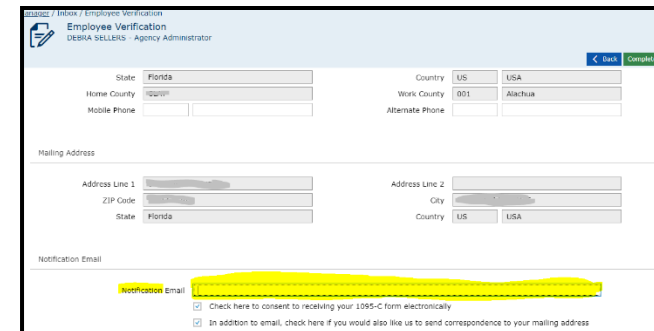 anager / Inbox / Employee Verification
Employee Verification
DEBRA SELLERS - Agency Administrator
Back Complet
State Florida Country US USA
Home County Work County 001 Alachua
Mobile Phone Alternate Phone
Mailing Address
Address Line 1 Address Line 2
ZIP Code City
State Florida Country US USA
Notification Email
Notification Email
Check here to consent to receiving your 1095-C form electronically
In addition to email, check here if you would also like us to send correspondence to your mailing address